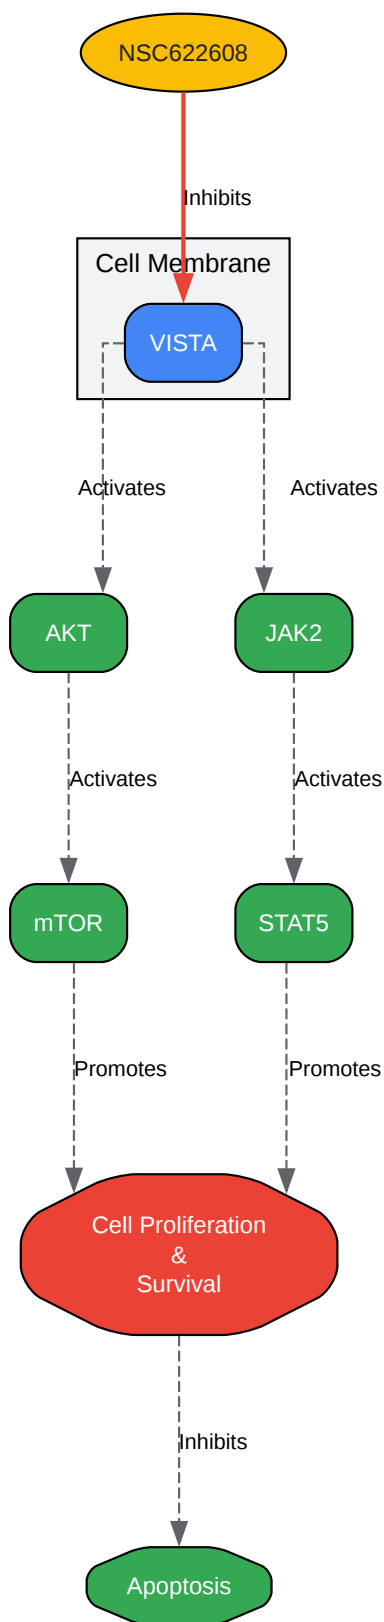 NSC622608
Inhibits
Cell Membrane
VISTA
Activates
Activates
AKT
JAK2
Activates
Activates
mTOR
STAT5
Promotes
Promotes
Cell Proliferation
&
Survival
Inhibits
Apoptosis